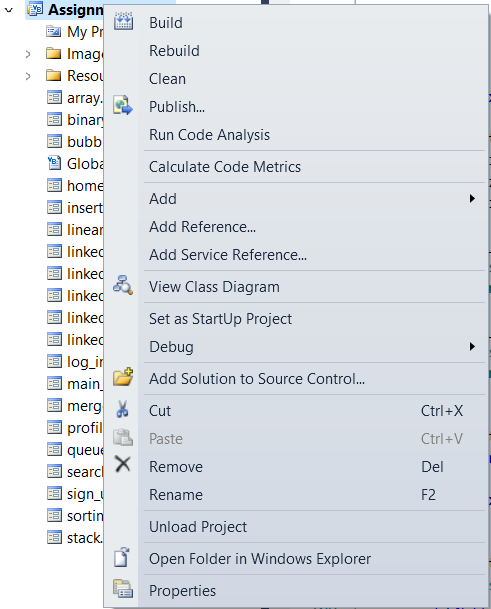 Assignm
Build
My Pr
Rebuild
Imag
Clean
Resou
Publish...
array.
binary
Run Code Analysis
bubb
Calculate Code Metrics
Globa
home
Add
insert
Add Reference...
linear
Add Service Reference...
linked
linked
View Class Diagram
linked
Set as StartUp Project
linked
linked
Debug
log_in
Add Solution to Source Control...
main_
merg
Cut Ctrl+X
profil
Paste Ctrl+V
queue
search
Remove Del
sign_u
Rename F2
sortin
Unload Project
stack.
Open Folder in Windows Explorer
Properties